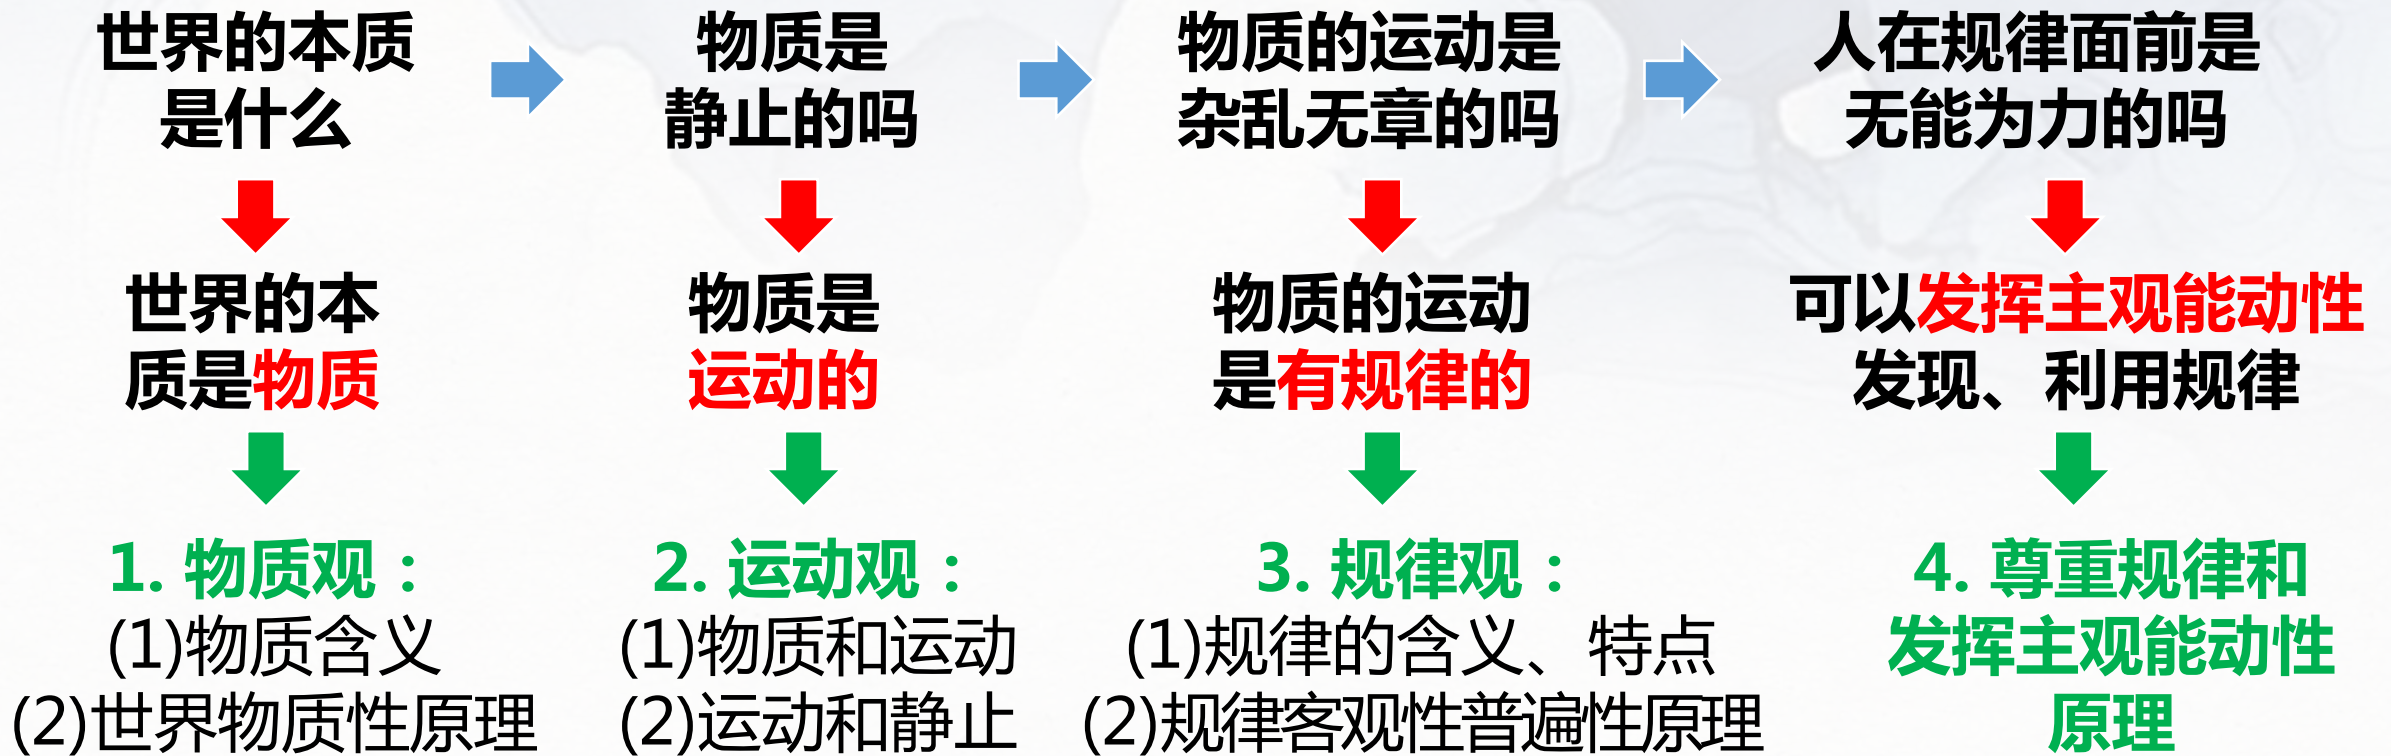 世界的本质
是什么
物质是
静止的吗
物质的运动是
杂乱无章的吗
人在规律面前是
无能为力的吗
世界的本
质是物质
物质是
运动的
物质的运动
是有规律的
可以发挥主观能动性
发现、利用规律
1. 物质观：
(1)物质含义
(2)世界物质性原理
2. 运动观：
(1)物质和运动
(2)运动和静止
3. 规律观：
(1)规律的含义、特点
(2)规律客观性普遍性原理
4. 尊重规律和
发挥主观能动性
原理